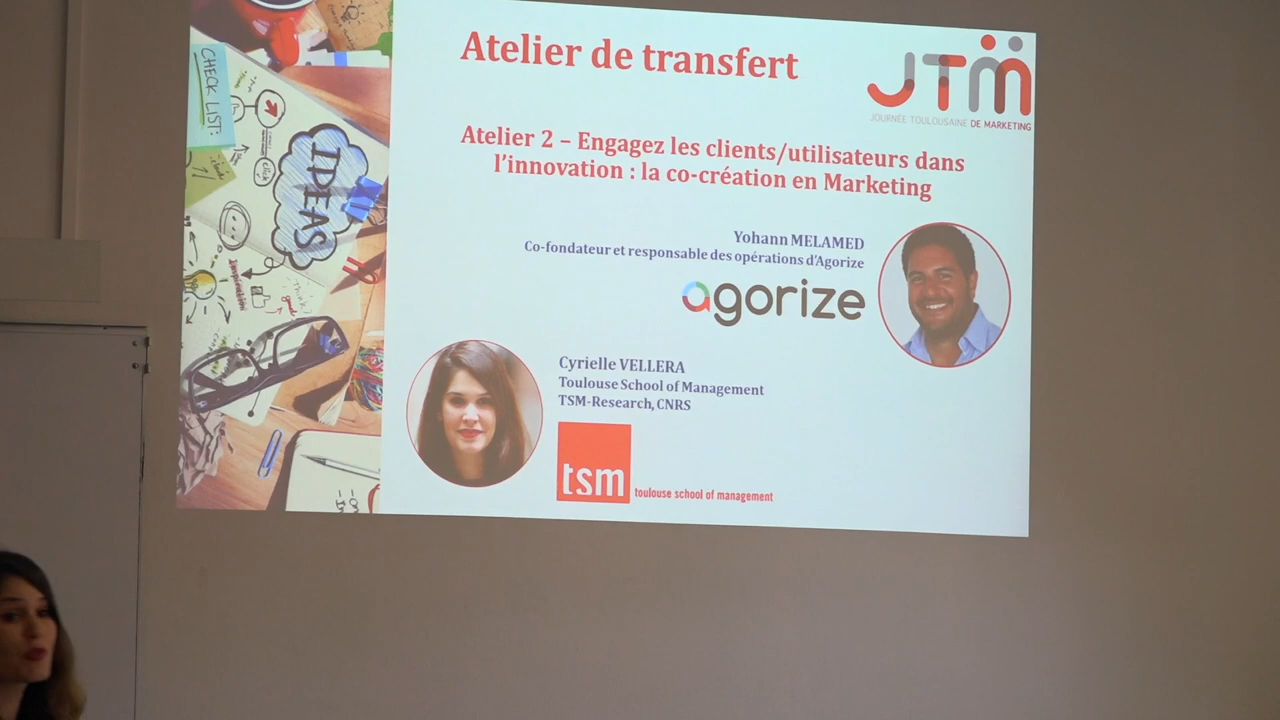 Atelier de transfert
JTM
JOURNÉE TOULOUSAINE DE MARKETING
Atelier 2 – Engagez les clients/utilisateurs dans
l'innovation : la co-création en Marketing
Yohann MELAMED
Co-fondateur et responsable des opérations d'Agorize
agorize
Cyrielle VELLERA
Toulouse School of Management
TSM-Research, CNRS
tsm
toulouse school of management
CHECK LIST:
IDEAS